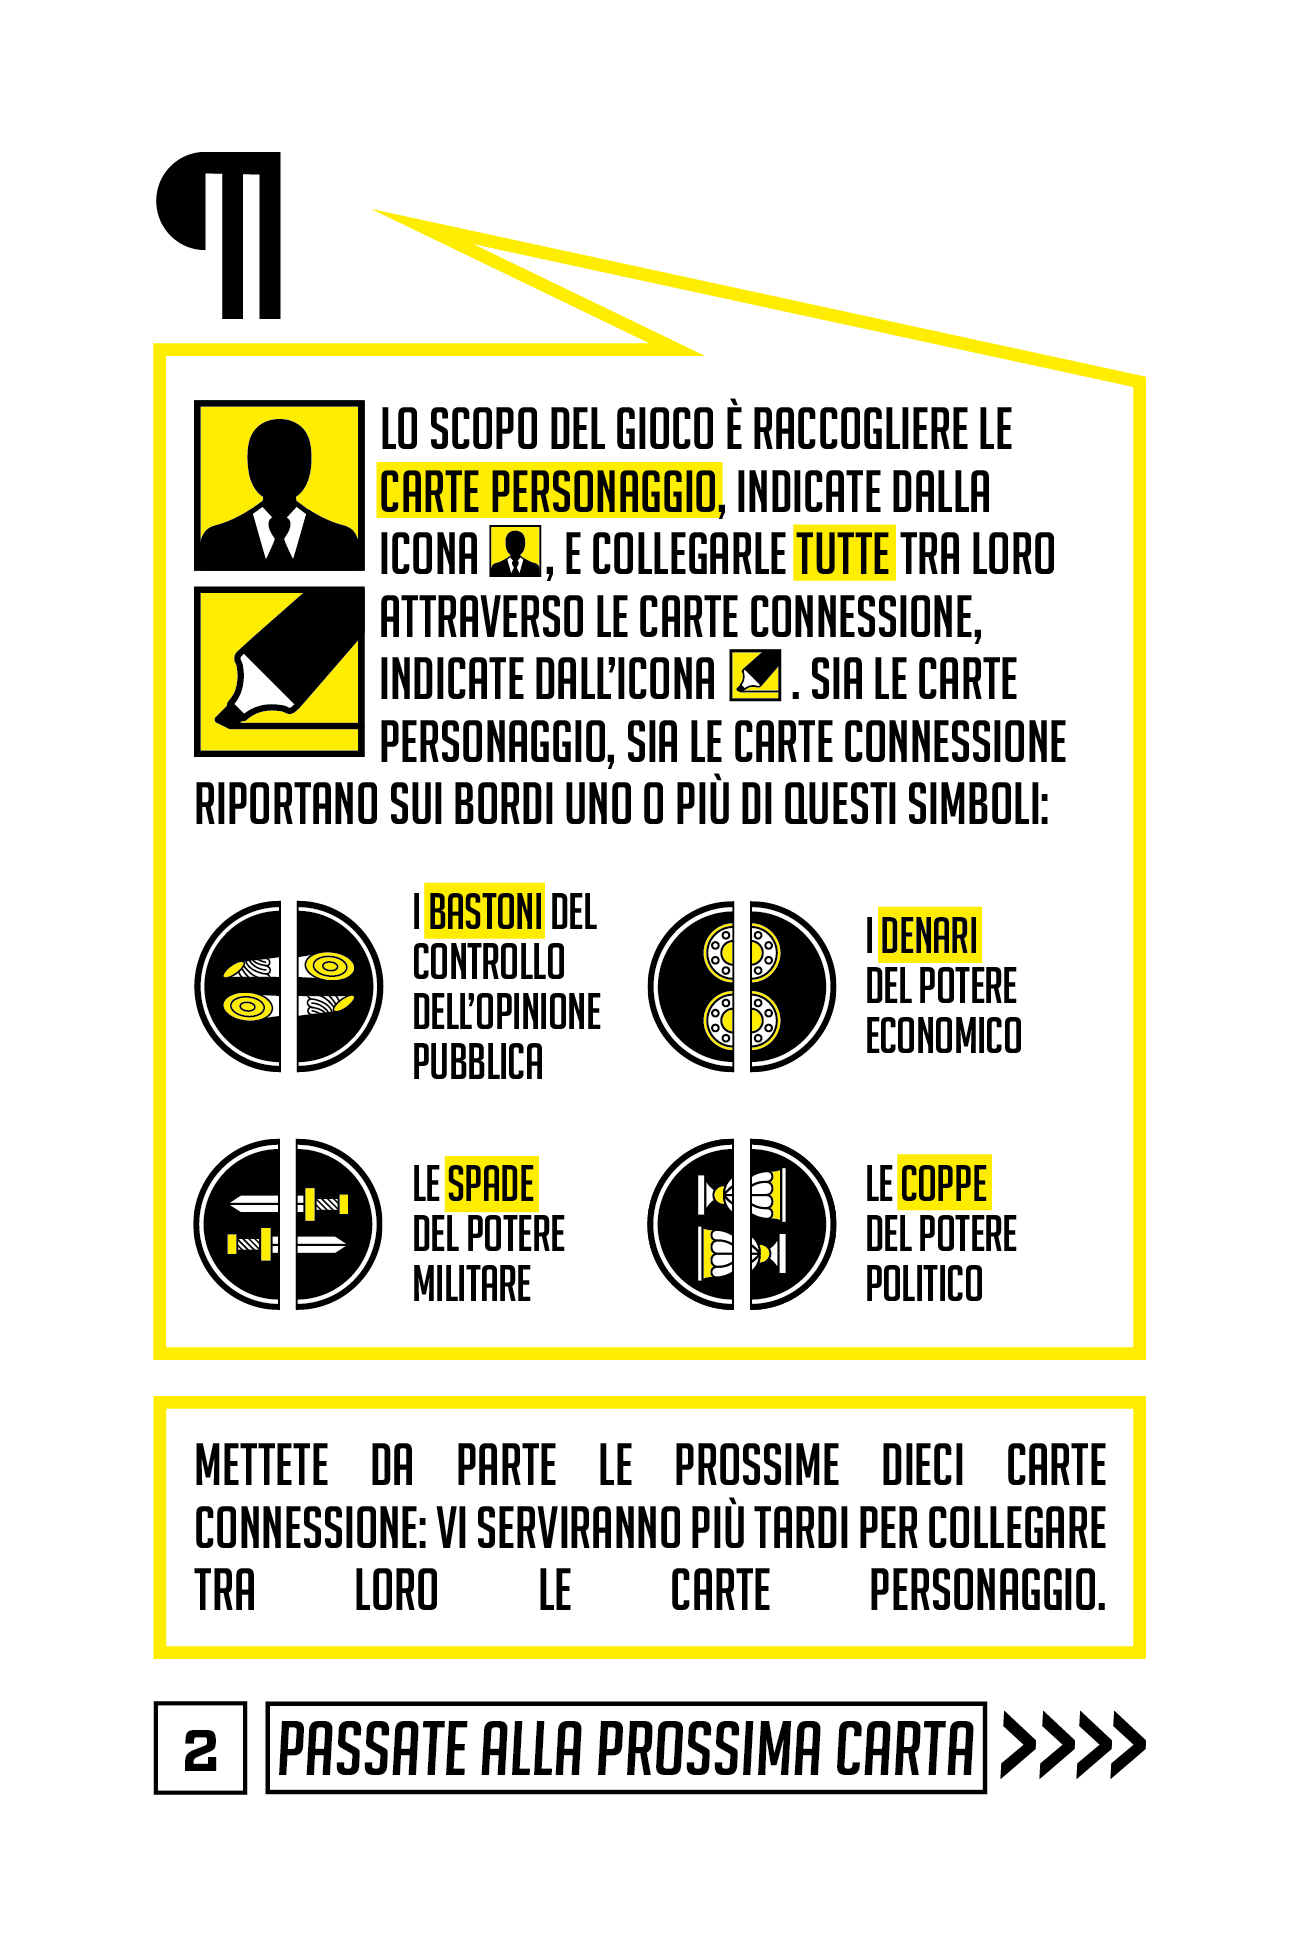 ¶
LO SCOPO DEL GIOCO È RACCOGLIERE LE
CARTE PERSONAGGIO, INDICATE DALLA
ICONA , E COLLEGARLE TUTTE TRA LORO
ATTRAVERSO LE CARTE CONNESSIONE,
INDICATE DALL'ICONA . SIA LE CARTE
PERSONAGGIO, SIA LE CARTE CONNESSIONE
RIPORTANO SUI BORDI UNO O PIÙ DI QUESTI SIMBOLI:
I BASTONI DEL
CONTROLLO
DELL'OPINIONE
PUBBLICA
I DENARI
DEL POTERE
ECONOMICO
LE SPADE
DEL POTERE
MILITARE
LE COPPE
DEL POTERE
POLITICO
METTETE DA PARTE LE PROSSIME DIECI CARTE
CONNESSIONE: VI SERVIRANNO PIÙ TARDI PER COLLEGARE
TRA LORO LE CARTE PERSONAGGIO.
2 PASSATE ALLA PROSSIMA CARTA >>>>